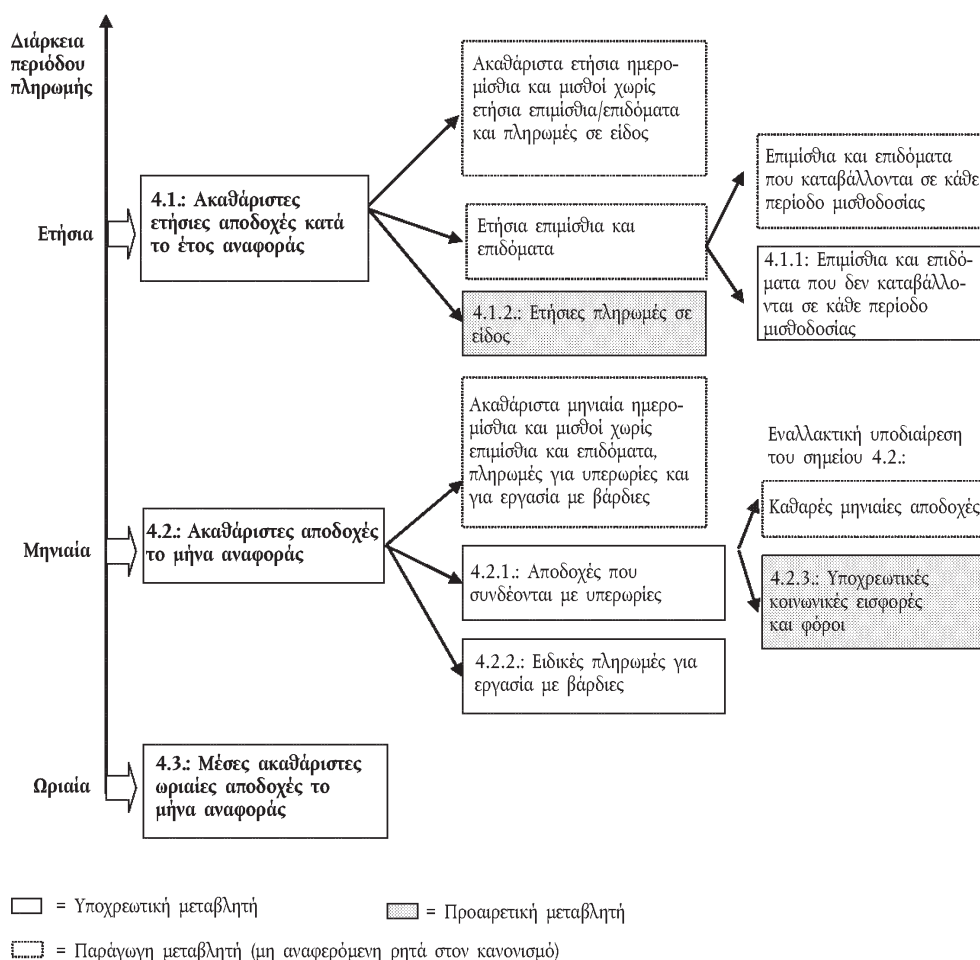 Διάρκεια
περιόδου
πληρωμής
Ετήσια
4.1.: Ακαθάριστες
ετήσιες αποδοχές κατά
το έτος αναφοράς
Ακαθάριστα ετήσια ημερο-
μίσθια και μισθοί χωρίς
ετήσια επιμίσθια/επιδόματα
και πληρωμές σε είδος
Ετήσια επιμίσθια και
επιδόματα
4.1.2.: Ετήσιες πληρωμές σε
είδος
Επιμίσθια και επιδόματα
που καταβάλλονται σε κάθε
περίοδο μισθοδοσίας
4.1.1: Επιμίσθια και επιδό-
ματα που δεν καταβάλλο-
νται σε κάθε περίοδο
μισθοδοσίας
Μηνιαία
4.2.: Ακαθάριστες αποδοχές
το μήνα αναφοράς
Ακαθάριστα μηνιαία ημερο-
μίσθια και μισθοί χωρίς
επιμίσθια και επιδόματα,
πληρωμές για υπερωρίες και
για εργασία με βάρδιες
4.2.1.: Αποδοχές που
συνδέονται με υπερωρίες
4.2.2.: Ειδικές πληρωμές για
εργασία με βάρδιες
Εναλλακτική υποδιαίρεση
του σημείου 4.2.:
Καθαρές μηνιαίες αποδοχές
4.2.3.: Υποχρεωτικές
κοινωνικές εισφορές
και φόροι
Ωριαία
4.3.: Μέσες ακαθάριστες
ωριαίες αποδοχές το
μήνα αναφοράς
= Υποχρεωτική μεταβλητή
= Προαιρετική μεταβλητή
= Παράγωγη μεταβλητή (μη αναφερόμενη ρητά στον κανονισμό)